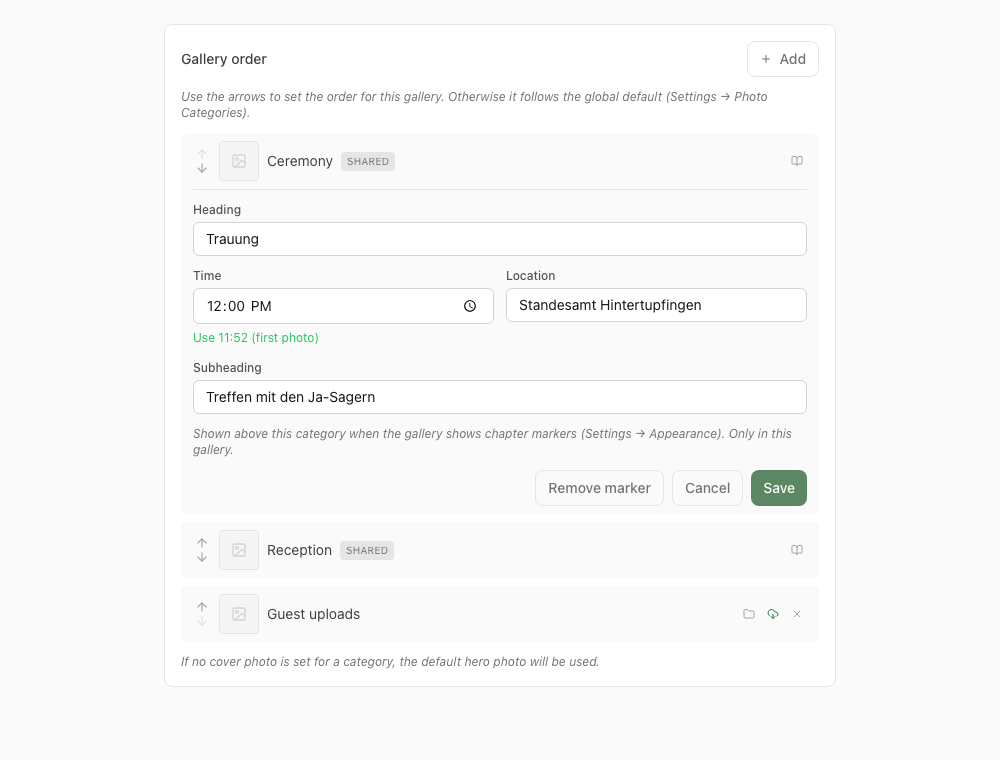 Gallery order
+ Add
Use the arrows to set the order for this gallery. Otherwise it follows the global default (Settings → Photo
Categories).
Ceremony SHARED
Heading
Trauung
Time Location
12:00 PM Standesamt Hintertupfingen
Use 11:52 (first photo)
Subheading
Treffen mit den Ja-Sagern
Shown above this category when the gallery shows chapter markers (Settings → Appearance). Only in this
gallery.
Remove marker Cancel Save
Reception SHARED
Guest uploads
If no cover photo is set for a category, the default hero photo will be used.